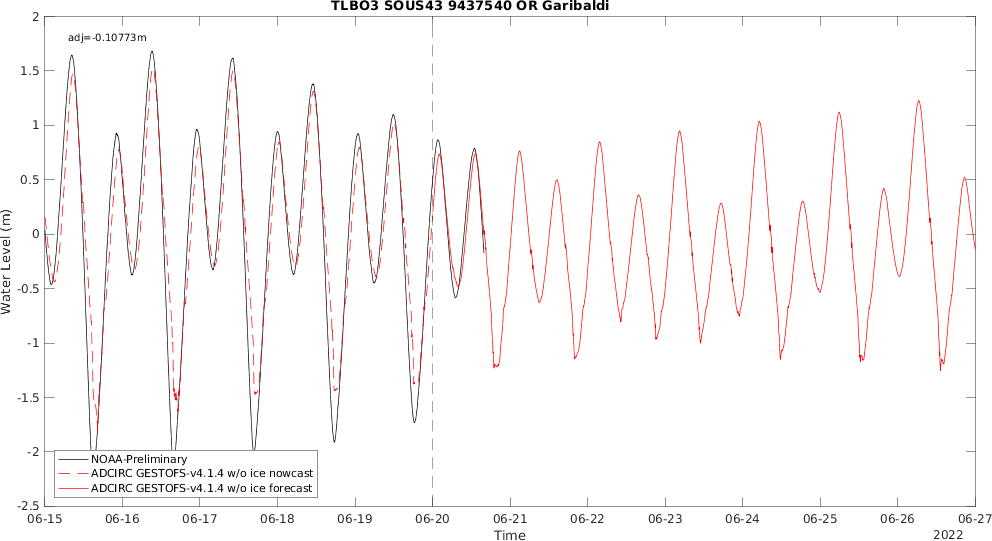 TLBO3 SOUS43 9437540 OR Garibaldi
adj=-0.10773m
2
1.5
1
0.5
0
-0.5
-1
-1.5
-2
-2.5
Water Level (m)
NOAA-Preliminary
ADCIRC GESTOFS-v4.1.4 w/o ice nowcast
ADCIRC GESTOFS-v4.1.4 w/o ice forecast
06-15 06-16 06-17 06-18 06-19 06-20 06-21 06-22 06-23 06-24 06-25 06-26 06-27
Time
2022